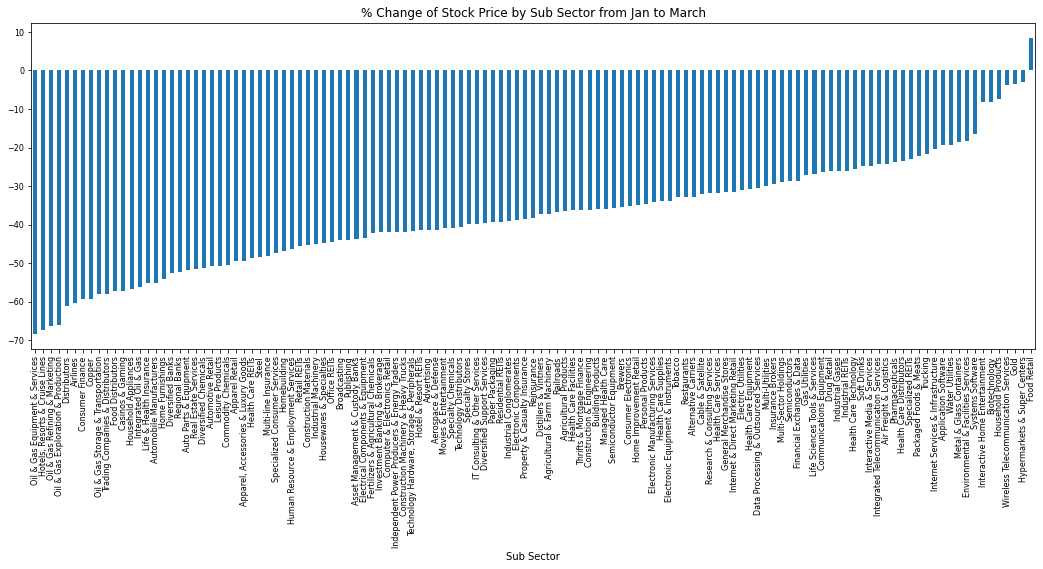 % Change of Stock Price by Sub Sector from Jan to March
10
0
−10
−20
−30
−40
−50
−60
−70
Oil & Gas Equipment & Services
Hotels, Resorts & Cruise Lines
Oil & Gas Refining & Marketing
Oil & Gas Exploration & Production
Distributors
Airlines
Consumer Finance
Copper
Oil & Gas Storage & Transportation
Trading Companies & Distributors
Food Distributors
Casinos & Gaming
Household Appliances
Integrated Oil & Gas
Life & Health Insurance
Automobile Manufacturers
Home Furnishings
Diversified Banks
Regional Banks
Auto Parts & Equipment
Real Estate Services
Diversified Chemicals
Automotive Retail
Leisure Products
Commodity Chemicals
Apparel Retail
Apparel, Accessories & Luxury Goods
Health Care REITs
Steel
Multi-line Insurance
Specialized Consumer Services
Homebuilding
Human Resource & Employment Services
Retail REITs
Construction Materials
Industrial Machinery
Housewares & Specialties
Office REITs
Broadcasting
Publishing
Asset Management & Custody Banks
Electrical Components & Equipment
Fertilizers & Agricultural Chemicals
Investment Banking & Brokerage
Computer & Electronics Retail
Independent Power Producers & Energy Traders
Construction Machinery & Heavy Trucks
Technology Hardware, Storage & Peripherals
Hotel & Resort REITs
Advertising
Aerospace & Defense
Movies & Entertainment
Specialty Chemicals
Technology Distributors
Specialty Stores
IT Consulting & Other Services
Diversified Support Services
Paper Packaging
Residential REITs
Industrial Conglomerates
Electronic Components
Property & Casualty Insurance
Reinsurance
Distillers & Vintners
Agricultural & Farm Machinery
Railroads
Agricultural Products
Health Care Facilities
Thrifts & Mortgage Finance
Construction & Engineering
Building Products
Managed Health Care
Semiconductor Equipment
Brewers
Consumer Electronics
Home Improvement Retail
Personal Products
Electronic Manufacturing Services
Health Care Supplies
Electronic Equipment & Instruments
Tobacco
Restaurants
Alternative Carriers
Cable & Satellite
Research & Consulting Services
Health Care Services
General Merchandise Stores
Internet & Direct Marketing Retail
Electric Utilities
Health Care Equipment
Data Processing & Outsourced Services
Multi-Utilities
Insurance Brokers
Multi-Sector Holdings
Semiconductors
Financial Exchanges & Data
Gas Utilities
Life Sciences Tools & Services
Communications Equipment
Drug Retail
Industrial Gases
Industrial REITs
Health Care Technology
Soft Drinks
Interactive Media & Services
Integrated Telecommunication Services
Air Freight & Logistics
Pharmaceuticals
Health Care Distributors
Specialized REITs
Packaged Foods & Meats
Trucking
Internet Services & Infrastructure
Application Software
Water Utilities
Metal & Glass Containers
Environmental & Facilities Services
Systems Software
Interactive Home Entertainment
Biotechnology
Household Products
Wireless Telecommunication Services
Gold
Hypermarkets & Super Centers
Food Retail
Sub Sector